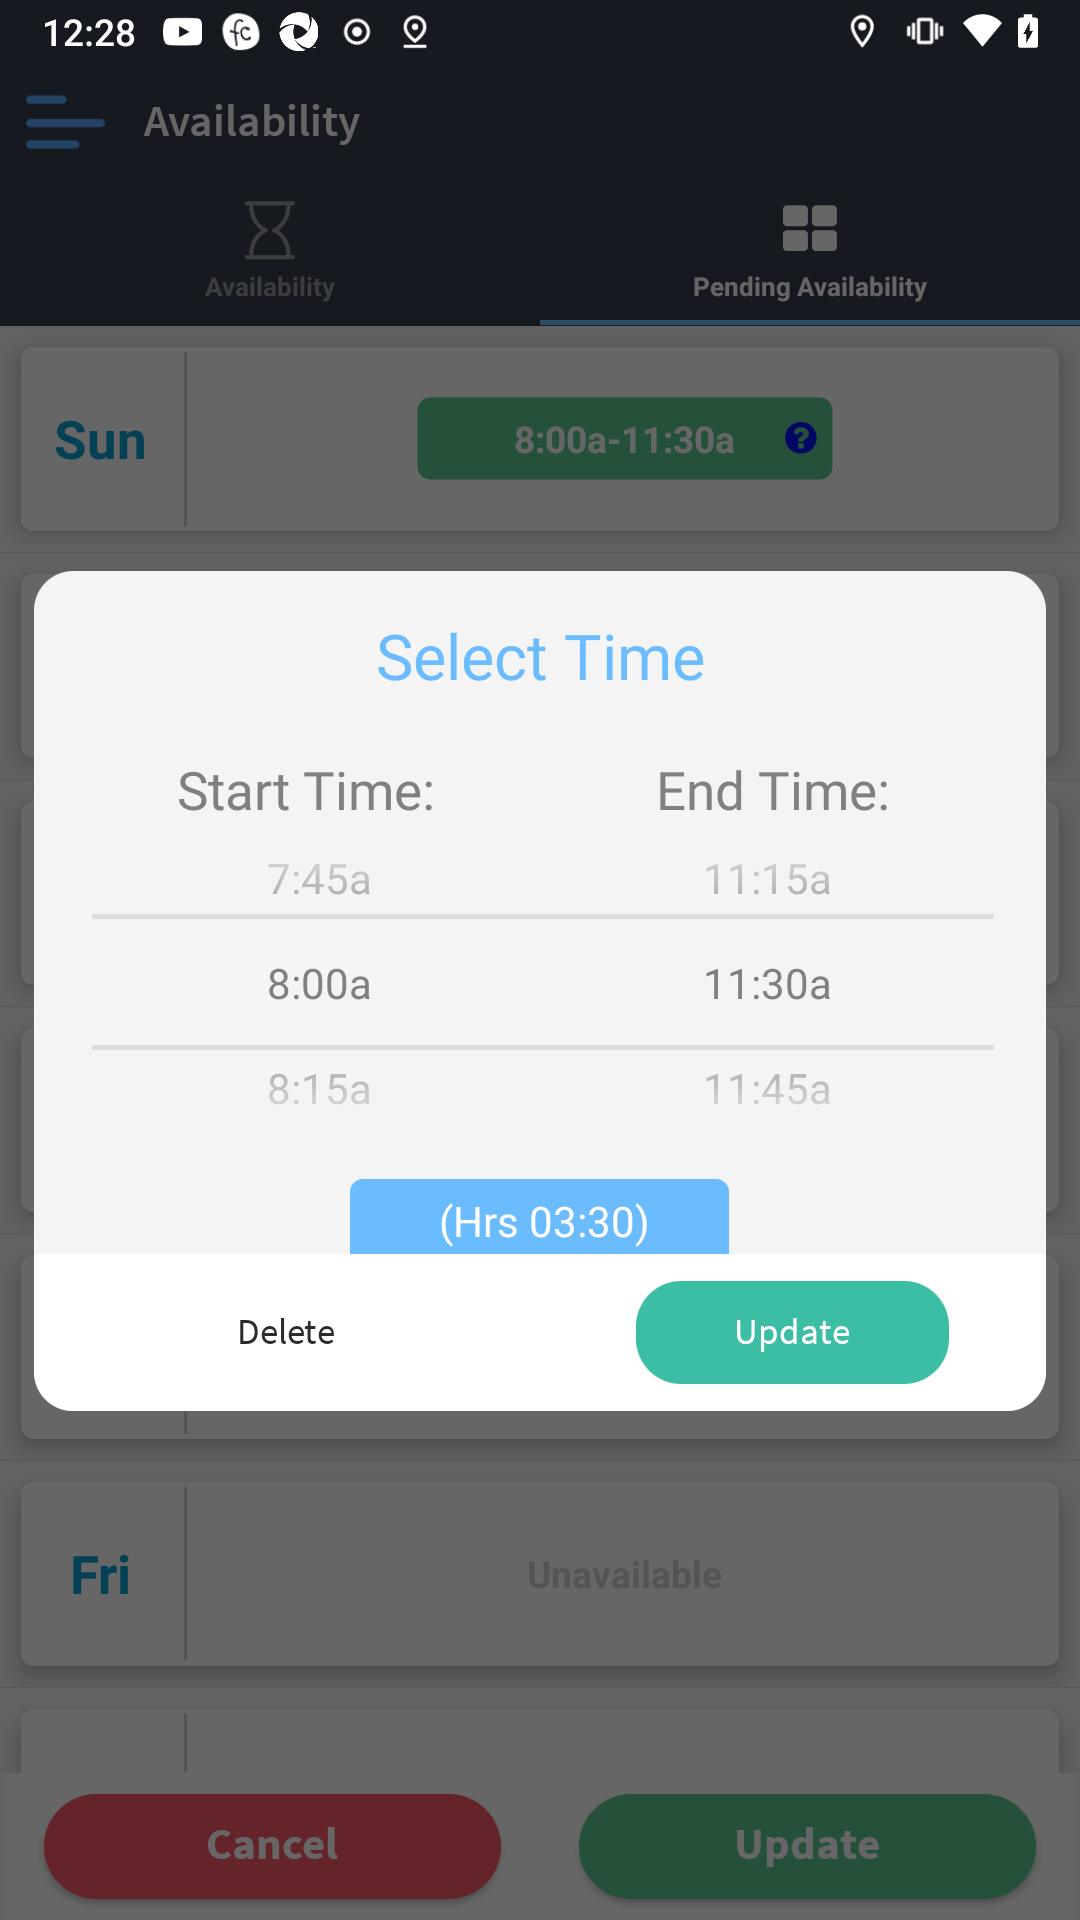 12:28
Availability
Availability
Pending Availability
Sun
8:00a-11:30a
Select Time
Start Time:
End Time:
7:45a
11:15a
8:00a
11:30a
8:15a
11:45a
(Hrs 03:30)
Delete
Update
Fri
Unavailable
Cancel
Update